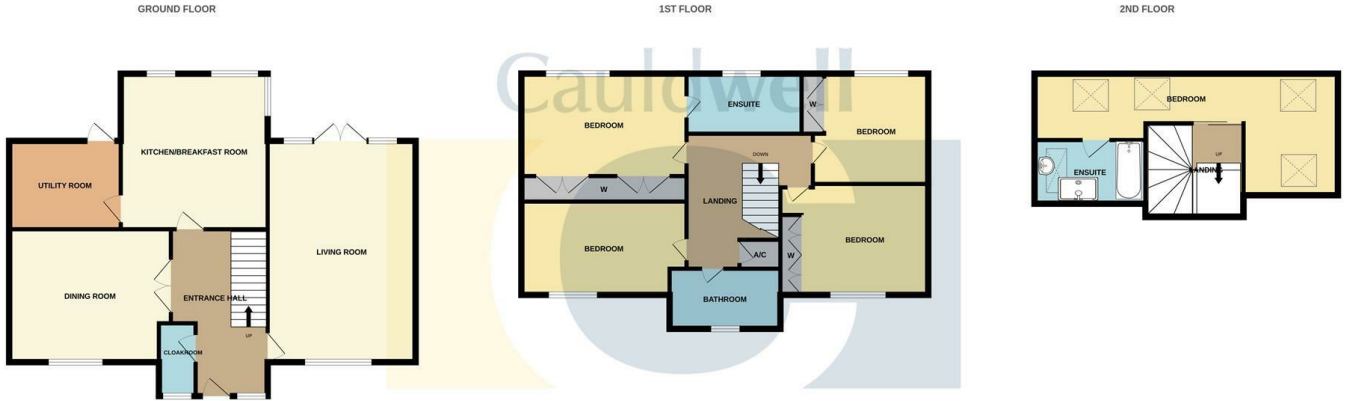 GROUND FLOOR
1ST FLOOR
2ND FLOOR
Cauldwell
KITCHEN/BREAKFAST ROOM
UTILITY ROOM
LIVING ROOM
DINING ROOM
ENTRANCE HALL
UP
CLOAKROOM
BEDROOM
ENSUITE
W
BEDROOM
DOWN
W
LANDING
BEDROOM
BEDROOM
A/C
W
BATHROOM
BEDROOM
UP
ENSUITE
LANDING